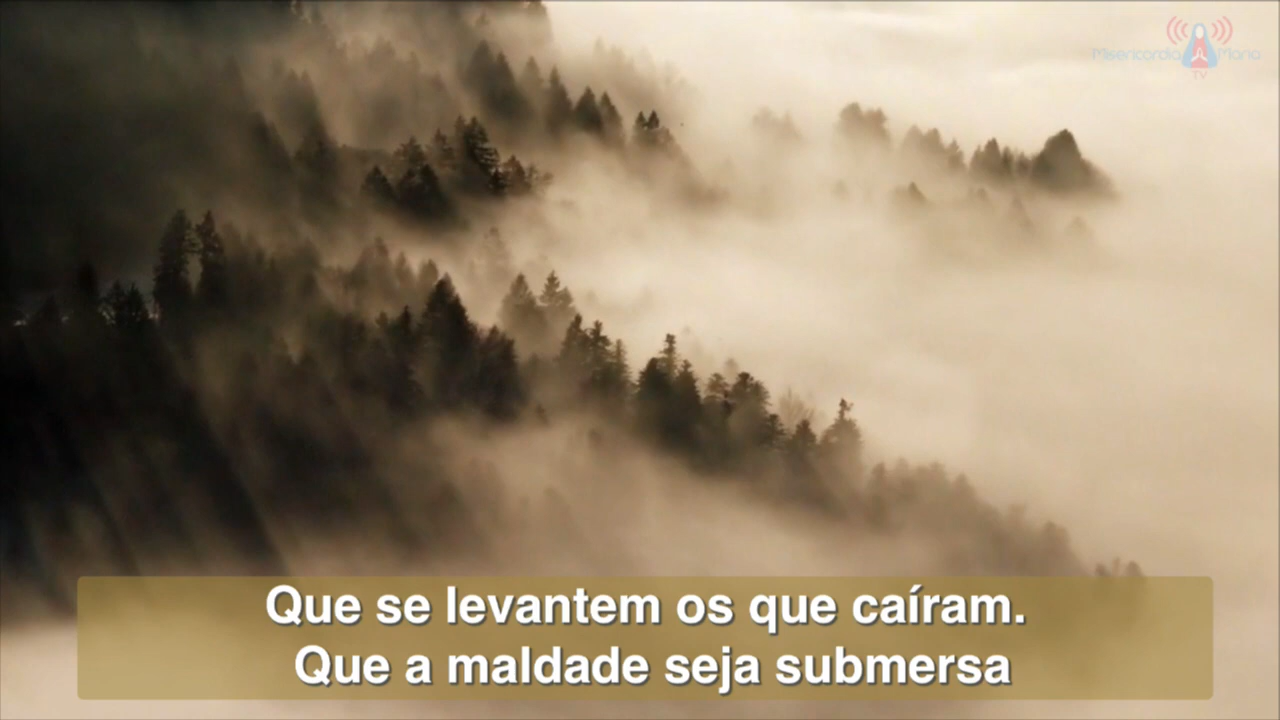 Misericordia Maria
TV
Que se levantem os que caíram.
Que a maldade seja submersa